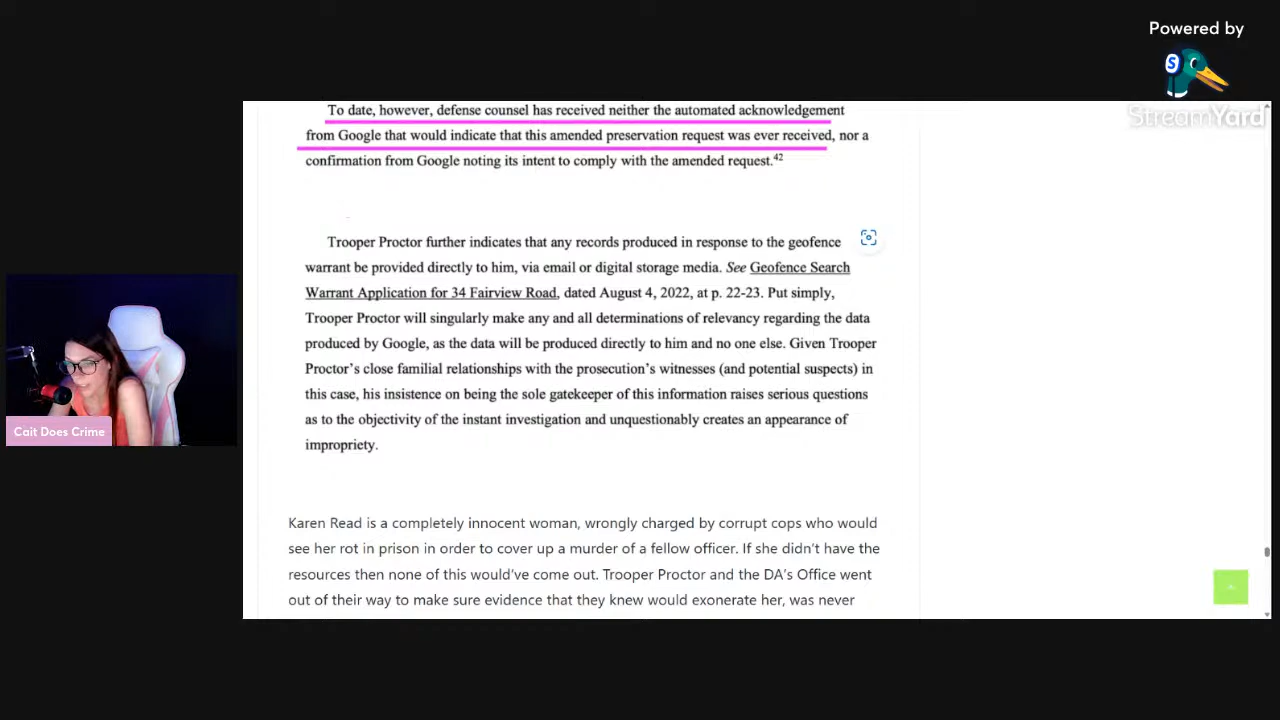 Powered by
S
StreamYard
To date, however, defense counsel has received neither the automated acknowledgement
from Google that would indicate that this amended preservation request was ever received, nor a
confirmation from Google noting its intent to comply with the amended request.42
Trooper Proctor further indicates that any records produced in response to the geofence
warrant be provided directly to him, via email or digital storage media. See Geofence Search
Warrant Application for 34 Fairview Road, dated August 4, 2022, at p. 22-23. Put simply,
Trooper Proctor will singularly make any and all determinations of relevancy regarding the data
produced by Google, as the data will be produced directly to him and no one else. Given Trooper
Proctor's close familial relationships with the prosecution's witnesses (and potential suspects) in
this case, his insistence on being the sole gatekeeper of this information raises serious questions
as to the objectivity of the instant investigation and unquestionably creates an appearance of
impropriety.
Cait Does Crime
Karen Read is a completely innocent woman, wrongly charged by corrupt cops who would
see her rot in prison in order to cover up a murder of a fellow officer. If she didn't have the
resources then none of this would've come out. Trooper Proctor and the DA's Office went
out of their way to make sure evidence that they knew would exonerate her, was never